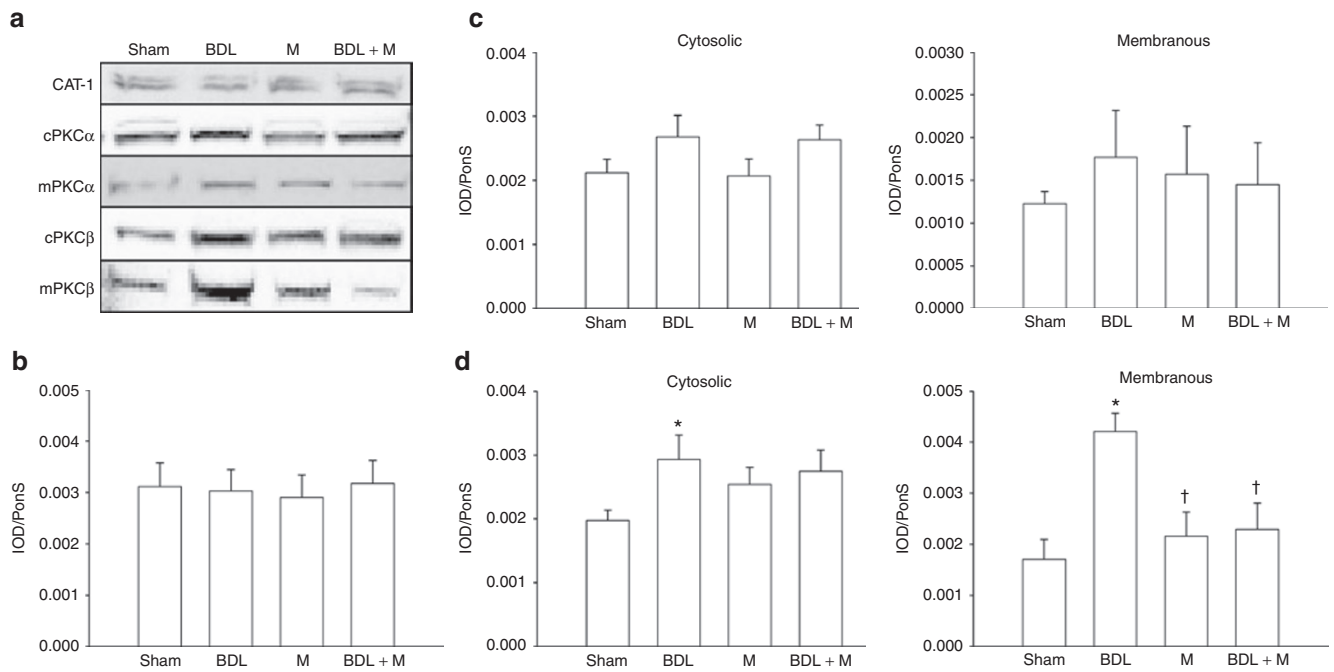 a
Sham BDL M BDL + M
CAT-1
cPKCα
mPKCα
cPKCβ
mPKCβ
b
IOD/PonS
0.005
0.004
0.003
0.002
0.001
0.000
Sham BDL M BDL + M
c
Cytosolic
IOD/PonS
0.004
0.003
0.002
0.001
0.000
Sham BDL M BDL + M
Membranous
IOD/PonS
0.0030
0.0025
0.0020
0.0015
0.0010
0.0005
0.0000
Sham BDL M BDL + M
d
Cytosolic
IOD/PonS
0.004
0.003
0.002
0.001
0.000
*
Sham BDL M BDL + M
Membranous
IOD/PonS
0.005
0.004
0.003
0.002
0.001
0.000
*
† †
Sham BDL M BDL + M